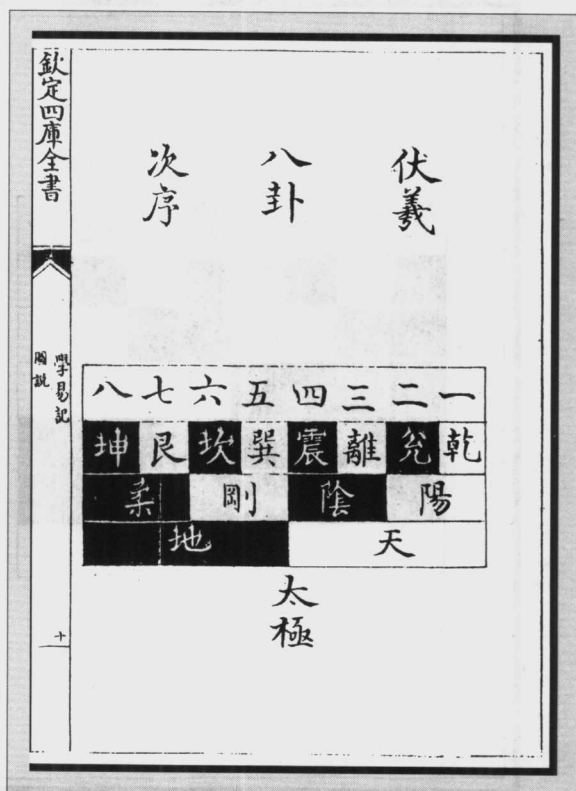 欽定四庫全書
學易記
圖說
十
伏羲
八卦
次序
一二三四五六七八
乾兌離震巽坎艮坤
陽陰剛柔
天地
太極